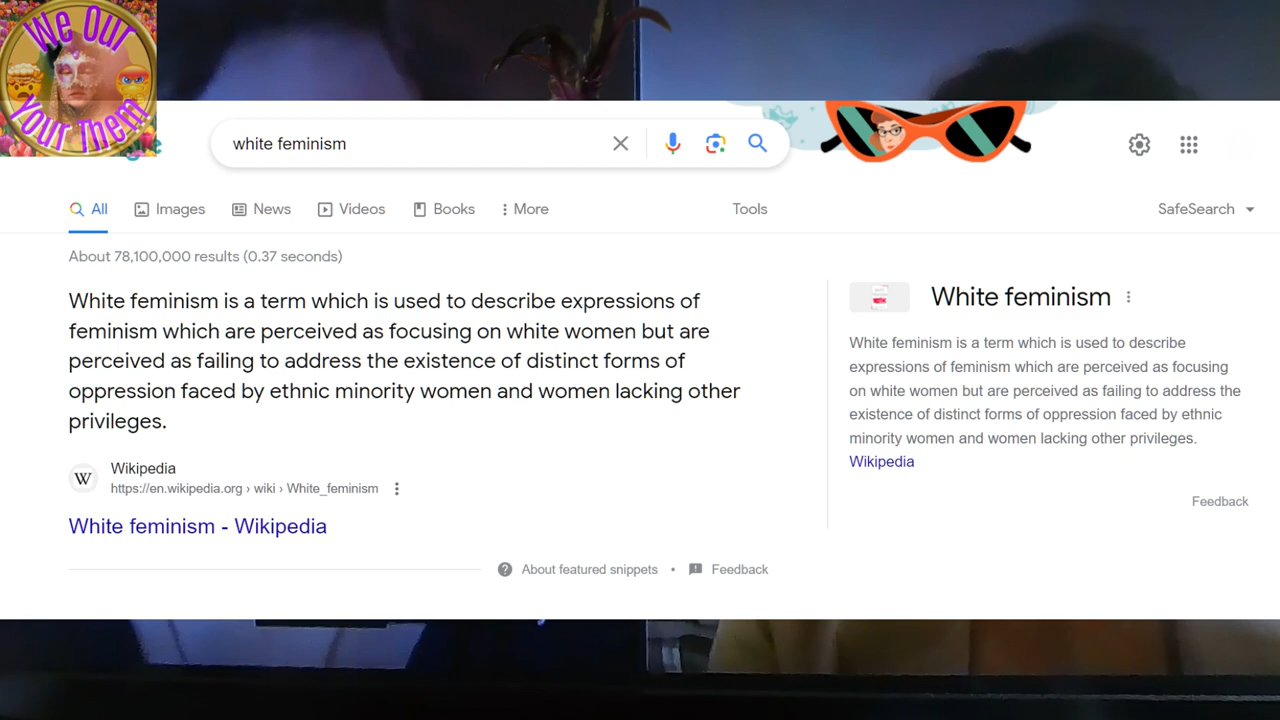 We Our
Your Them
white feminism
All
Images
News
Videos
Books
More
Tools
SafeSearch
About 78,100,000 results (0.37 seconds)
White feminism is a term which is used to describe expressions of
feminism which are perceived as focusing on white women but are
perceived as failing to address the existence of distinct forms of
oppression faced by ethnic minority women and women lacking other
privileges.
W
Wikipedia
https://en.wikipedia.org › wiki › White_feminism
White feminism - Wikipedia
About featured snippets • Feedback
White feminism
White feminism is a term which is used to describe
expressions of feminism which are perceived as focusing
on white women but are perceived as failing to address the
existence of distinct forms of oppression faced by ethnic
minority women and women lacking other privileges.
Wikipedia
Feedback